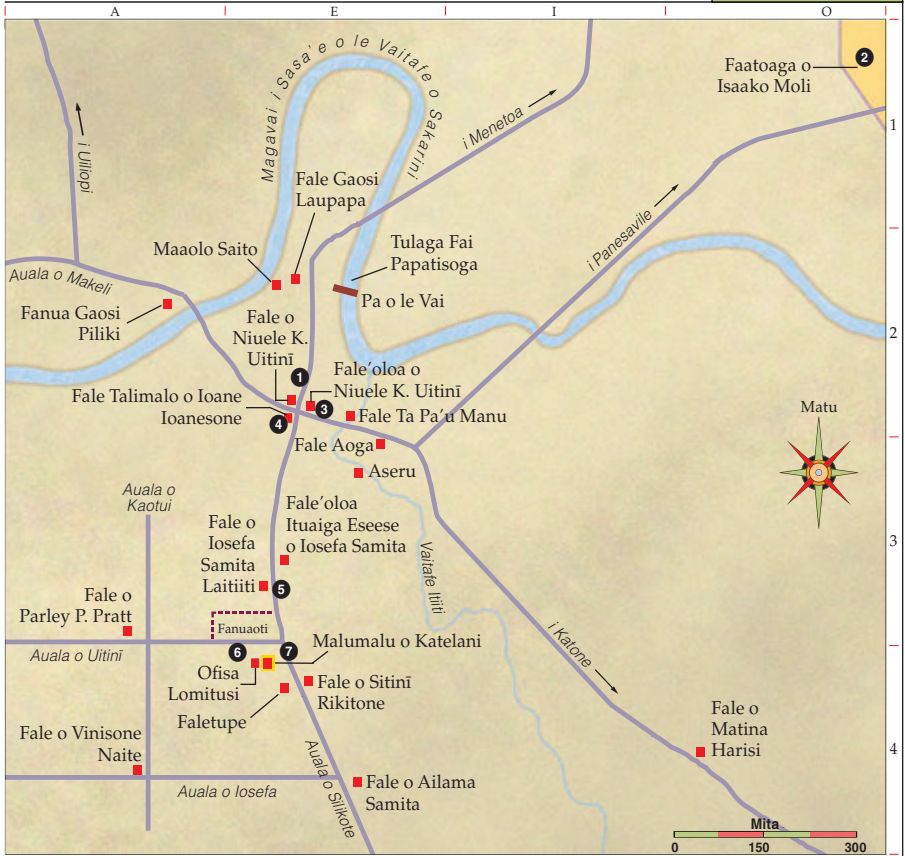 A
E
I
O
Magavai i Sasa'e o le Vaitafe o Sakarini
2
Faatoaga o
Isaako Moli
1
i Uiliopi
i Menetoa
Fale Gaosi
Laupapa
i Panesavile
Maaolo Saito
Tulaga Fai
Papatisoga
Auala o Makeli
Pa o le Vai
Fanua Gaosi
Piliki
Fale o
Niuele K.
Uitinī
2
1
Fale'oloa o
Niuele K. Uitinī
Fale Talimalo o Ioane
Ioanesone
3
4
Fale Ta Pa'u Manu
Matu
Fale Aoga
Aseru
Auala o
Kaotui
Fale'oloa
Ituaiga Eseese
o Iosefa Samita
Fale o
Iosefa
Samita
Laitiiti
3
Vaitafe Itiiti
5
Fale o
Parley P. Pratt
Fanuaoti
i Katone
Auala o Uitinī
6
7
Malumalu o Katelani
Ofisa
Lomitusi
Fale o Sitinī
Rikitone
Faletupe
Fale o
Matina
Harisi
Fale o Vinisone
Naite
4
Auala o Silikote
Fale o Ailama
Samita
Auala o Iosefa
Mita
0 150 300